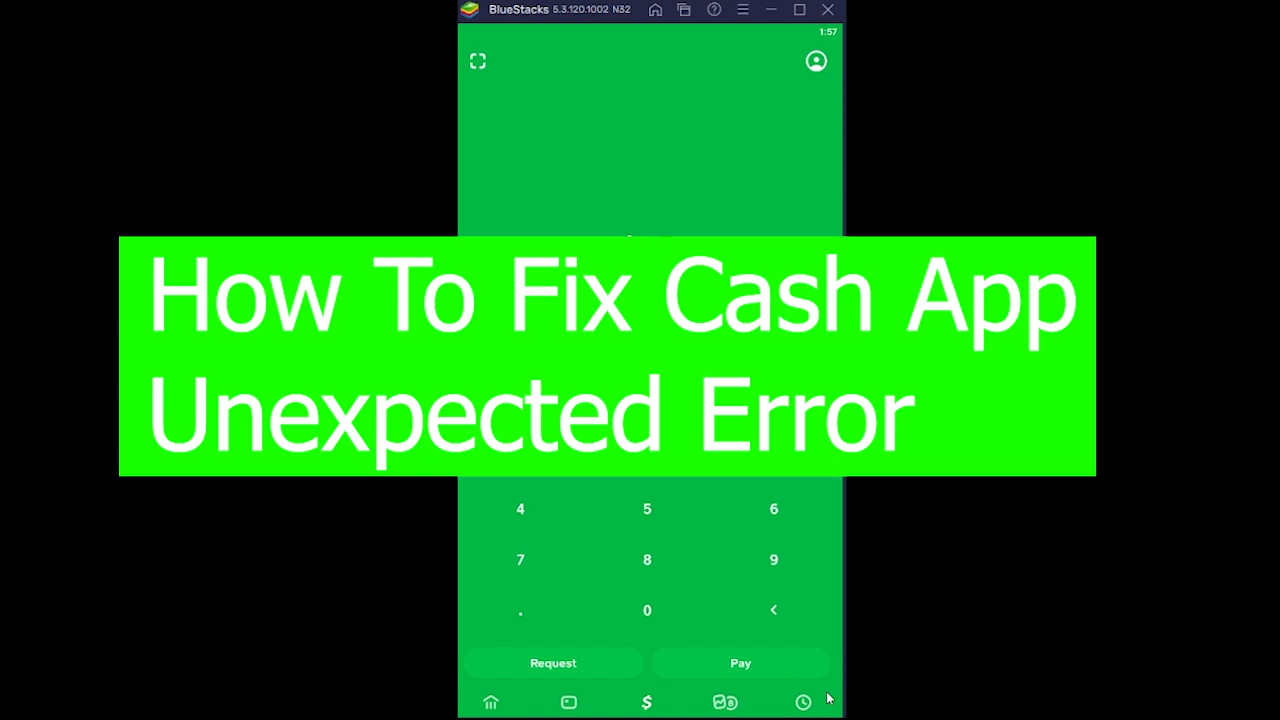 BlueStacks 5.3.120.1002 N32
1:57
How To Fix Cash App
Unexpected Error
4 5 6
7 8 9
. 0 <
Request Pay
$